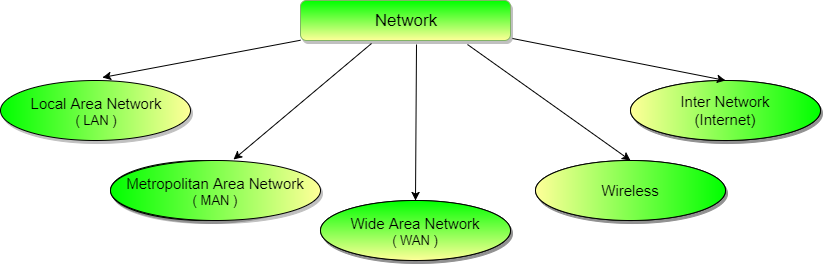 Network
Local Area Network
( LAN )
Metropolitan Area Network
( MAN )
Wide Area Network
( WAN )
Wireless
Inter Network
(Internet)